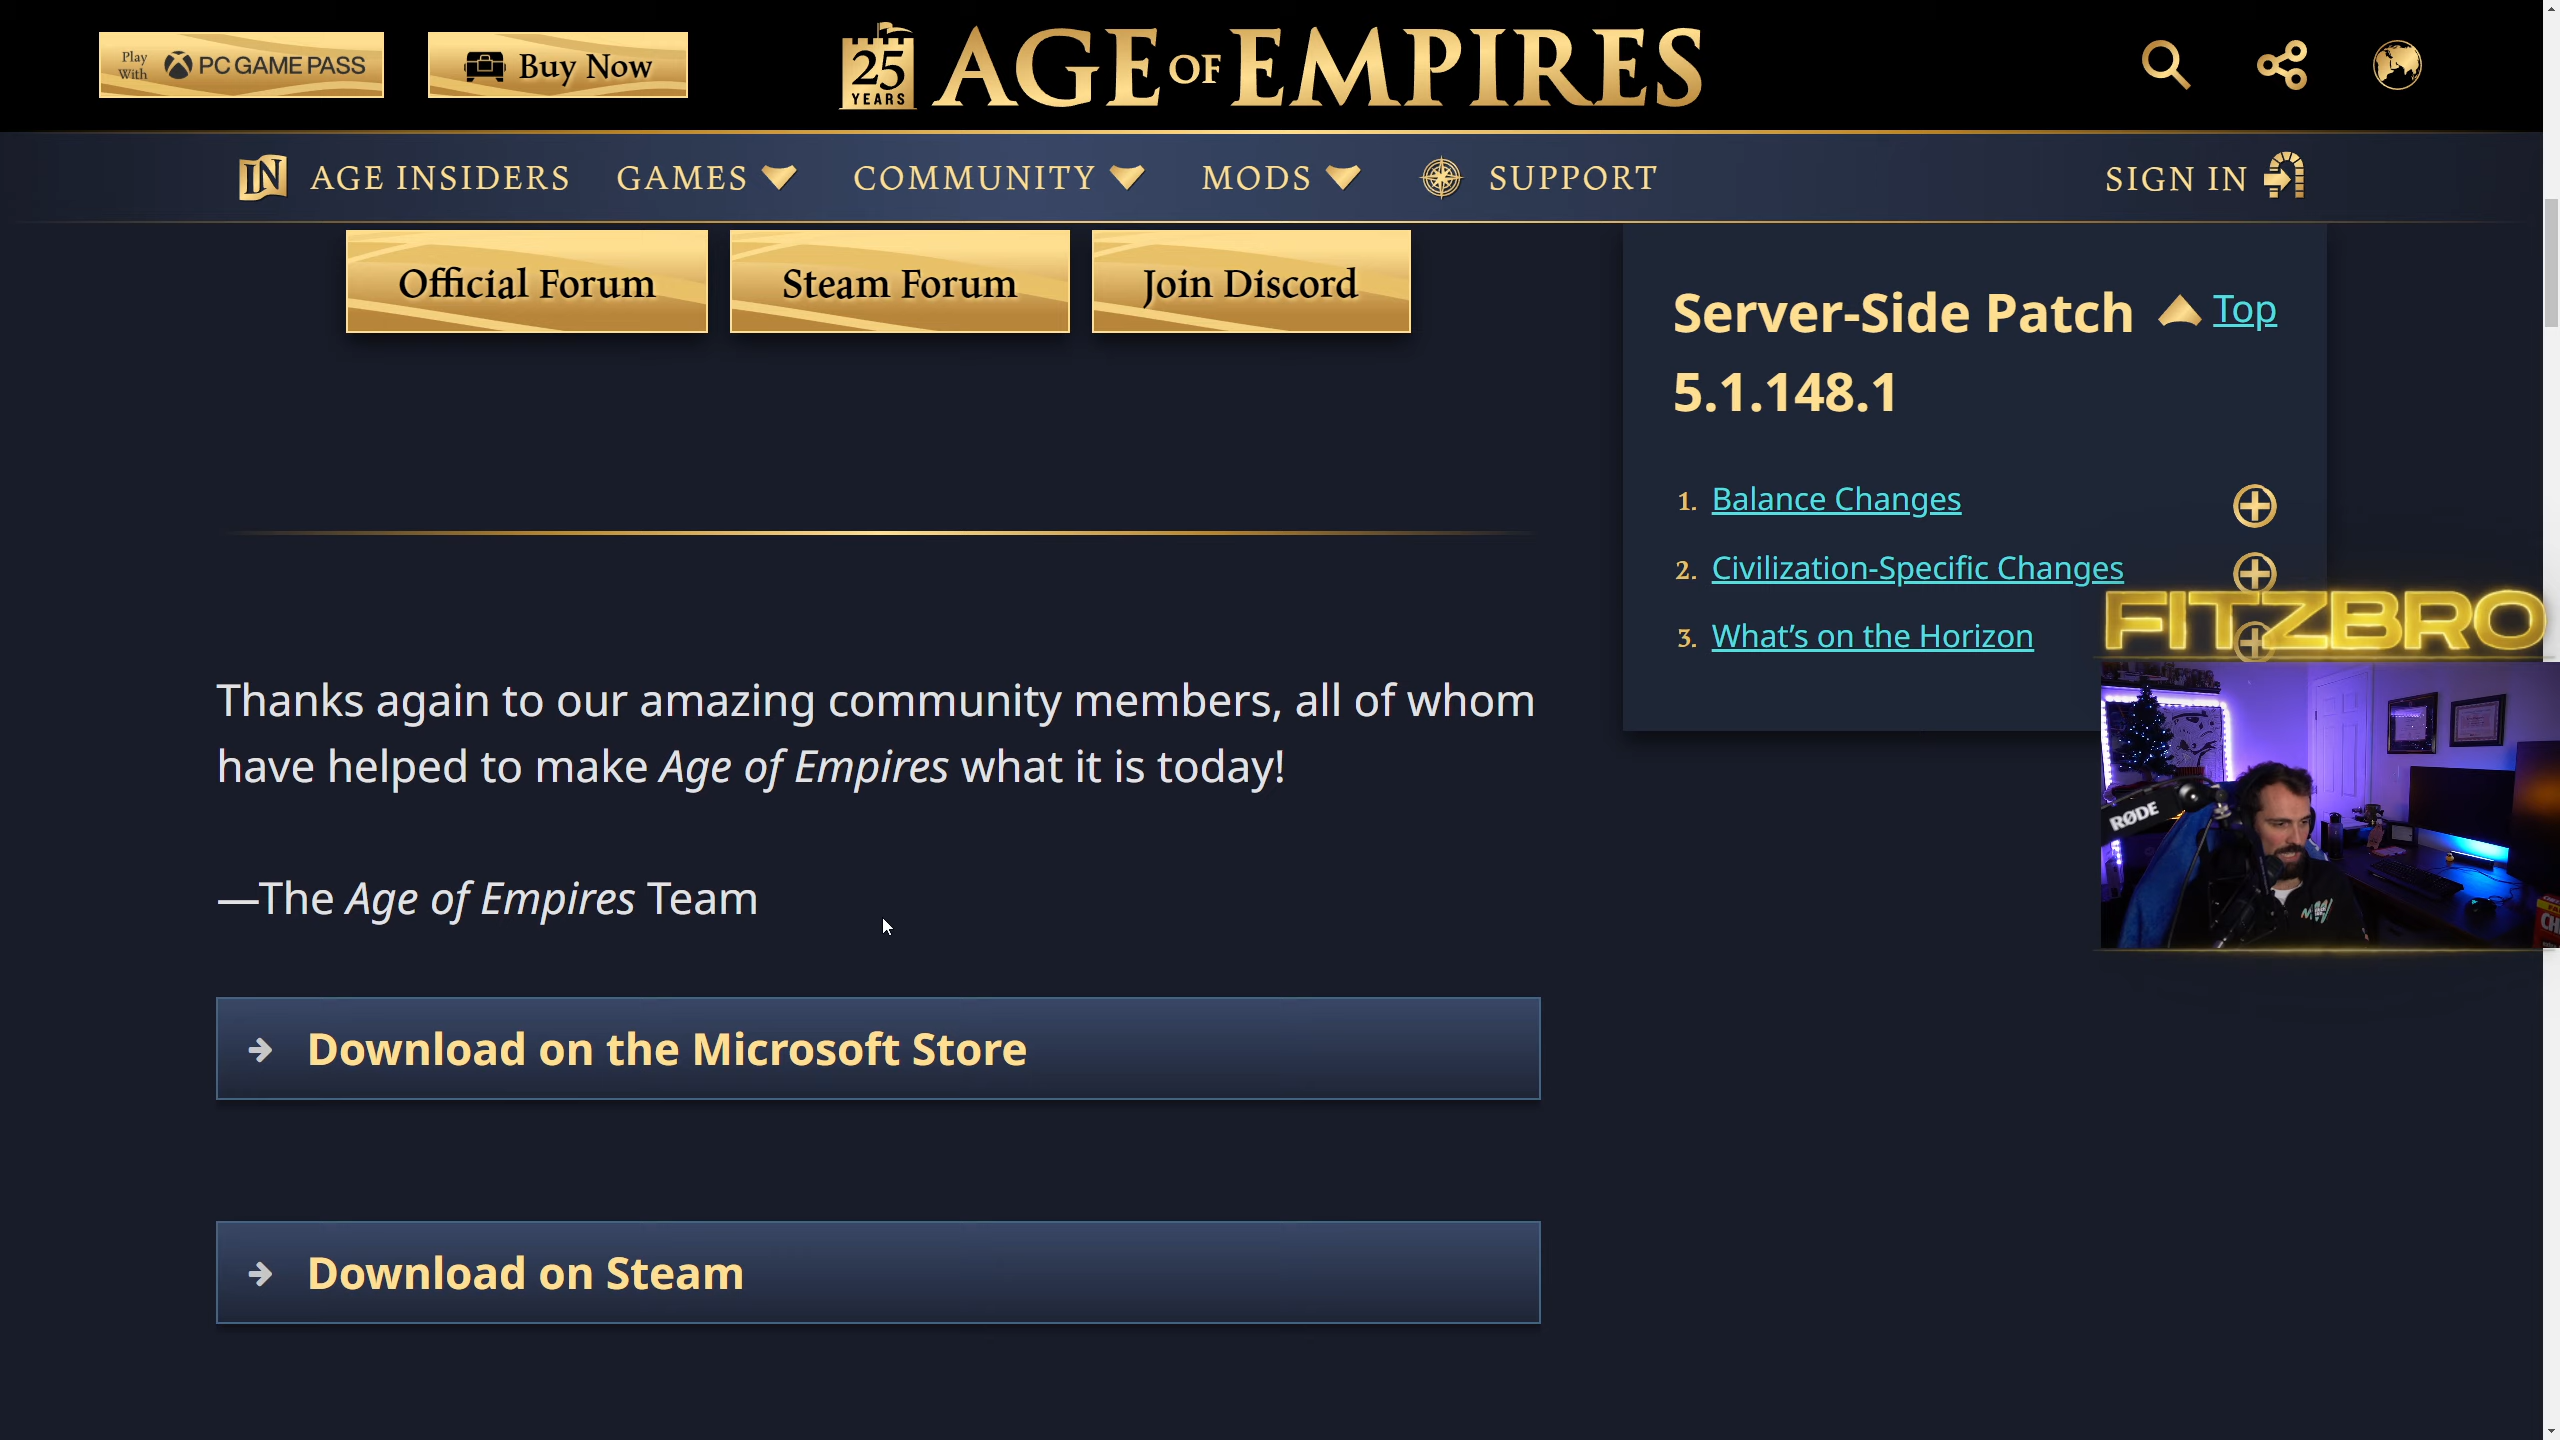 Play
With
PC GAME PASS
Buy Now
25
YEARS
AGE OF EMPIRES
IN
AGE INSIDERS
GAMES
COMMUNITY
MODS
SUPPORT
SIGN IN
Official Forum
Steam Forum
Join Discord
Server-Side Patch
5.1.148.1
Top
1. Balance Changes
2. Civilization-Specific Changes
3. What's on the Horizon
FITZBRO
RØDE
Thanks again to our amazing community members, all of whom
have helped to make Age of Empires what it is today!
—The Age of Empires Team
Download on the Microsoft Store
Download on Steam